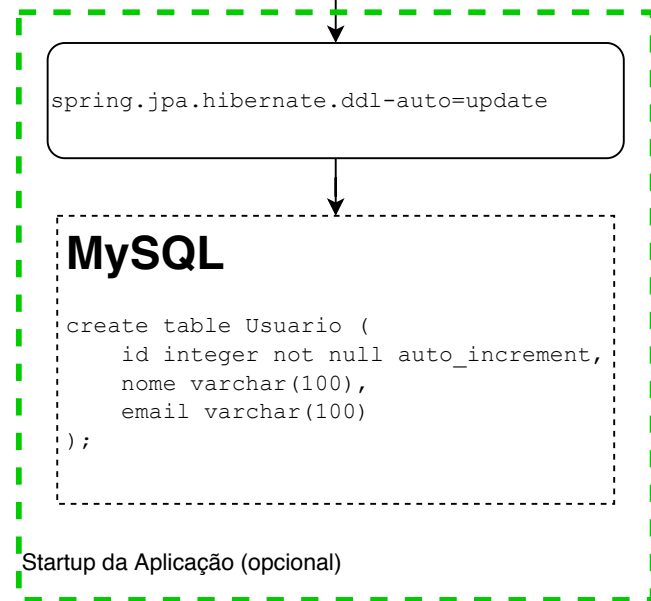 spring.jpa.hibernate.ddl-auto=update
MySQL
create table Usuario (
    id integer not null auto_increment,
    nome varchar(100),
    email varchar(100)
);
Startup da Aplicação (opcional)